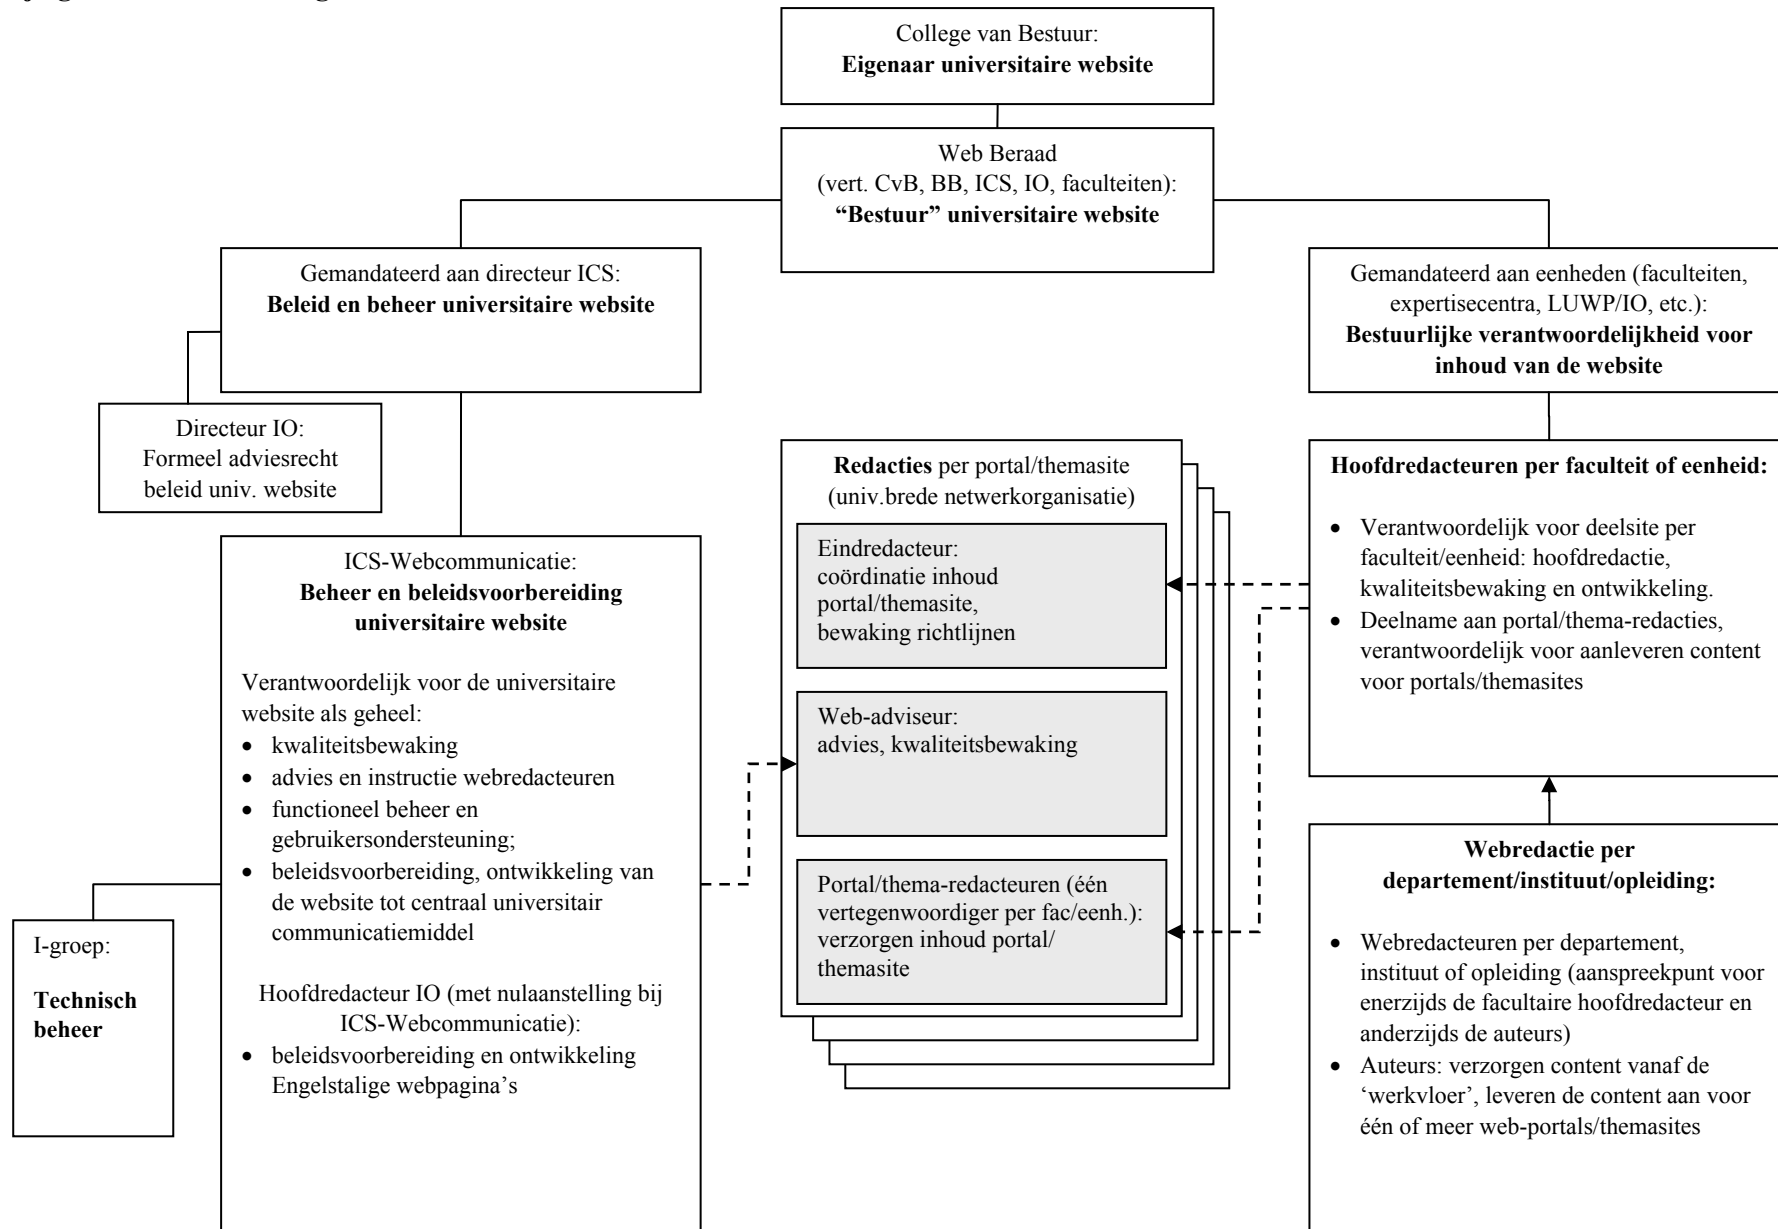 College van Bestuur:
Eigenaar universitaire website
Web Beraad
(vert. CvB, BB, ICS, IO, faculteiten):
“Bestuur” universitaire website
Gemandateerd aan directeur ICS:
Beleid en beheer universitaire website
Gemandateerd aan eenheden (faculteiten,
expertisecentra, LUWP/IO, etc.):
Bestuurlijke verantwoordelijkheid voor
inhoud van de website
Directeur IO:
Formeel adviesrecht
beleid univ. website
ICS-Webcommunicatie:
Beheer en beleidsvoorbereiding
universitaire website
Verantwoordelijk voor de universitaire
website als geheel:
• kwaliteitsbewaking
• advies en instructie webredacteuren
• functioneel beheer en
gebruikersondersteuning;
• beleidsvoorbereiding, ontwikkeling van
de website tot centraal universitair
communicatiemiddel
Hoofdredacteur IO (met nulaanstelling bij
ICS-Webcommunicatie):
• beleidsvoorbereiding en ontwikkeling
Engelstalige webpagina’s
I-groep:
Technisch
beheer
Redacties per portal/themasite
(univ.brede netwerkorganisatie)
Eindredacteur:
coördinatie inhoud
portal/themasite,
bewaking richtlijnen
Web-adviseur:
advies, kwaliteitsbewaking
Portal/thema-redacteuren (één
vertegenwoordiger per fac/eenh.):
verzorgen inhoud portal/
themasite
Hoofdredacteuren per faculteit of eenheid:
• Verantwoordelijk voor deelsite per
faculteit/eenheid: hoofdredactie,
kwaliteitsbewaking en ontwikkeling.
• Deelname aan portal/thema-redacties,
verantwoordelijk voor aanleveren content
voor portals/themasites
Webredactie per
departement/instituut/opleiding:
• Webredacteuren per departement,
instituut of opleiding (aanspreekpunt voor
enerzijds de facultaire hoofdredacteur en
anderzijds de auteurs)
• Auteurs: verzorgen content vanaf de
‘werkvloer’, leveren de content aan voor
één of meer web-portals/themasites